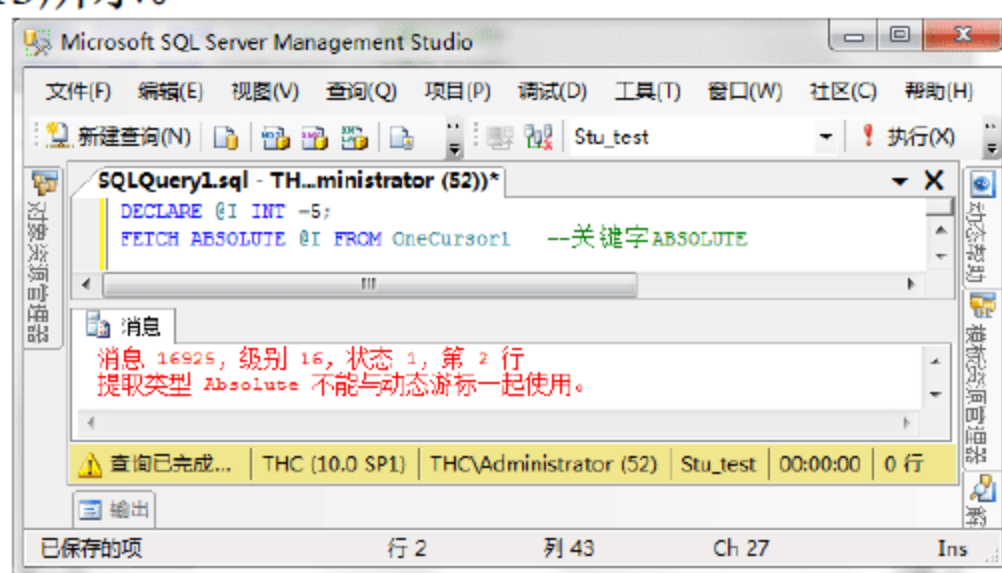 Microsoft SQL Server Management Studio
文件(F) 编辑(E) 视图(V) 查询(Q) 项目(P) 调试(D) 工具(T) 窗口(W) 社区(C) 帮助(H)
新建查询(N) Stu_test 执行(X)
SQLQuery1.sql - TH...ministrator (52))*
DECLARE @I INT =5;
FETCH ABSOLUTE @I FROM OneCursor1 --关键字ABSOLUTE
对象资源管理器
动态帮助
模板资源管理器
消息
消息 16925, 级别 16, 状态 1, 第 2 行
提取类型 Absolute 不能与动态游标一起使用。
查询已完成... THC (10.0 SP1) THC\Administrator (52) Stu_test 00:00:00 0 行
输出
已保存的项 行 2 列 43 Ch 27 Ins